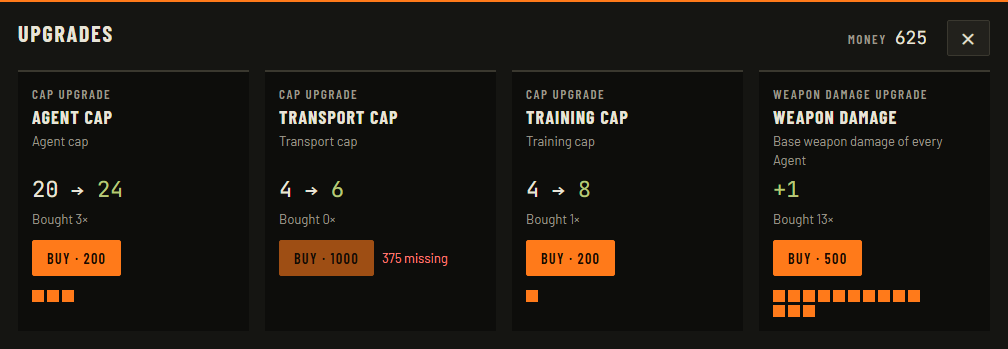 UPGRADES
MONEY 625 ×
CAP UPGRADE
AGENT CAP
Agent cap
20 → 24
Bought 3×
BUY · 200
CAP UPGRADE
TRANSPORT CAP
Transport cap
4 → 6
Bought 0×
BUY · 1000 375 missing
CAP UPGRADE
TRAINING CAP
Training cap
4 → 8
Bought 1×
BUY · 200
WEAPON DAMAGE UPGRADE
WEAPON DAMAGE
Base weapon damage of every
Agent
+1
Bought 13×
BUY · 500